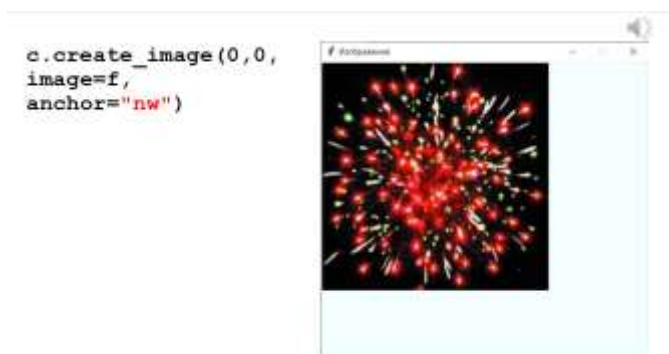 c.create_image(0,0,
image=f,
anchor="nw")
Изображение